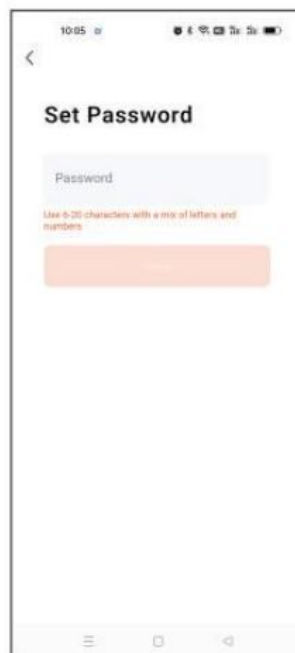 10:05
Set Password
Password
Use 6-20 characters with a mix of letters and
numbers